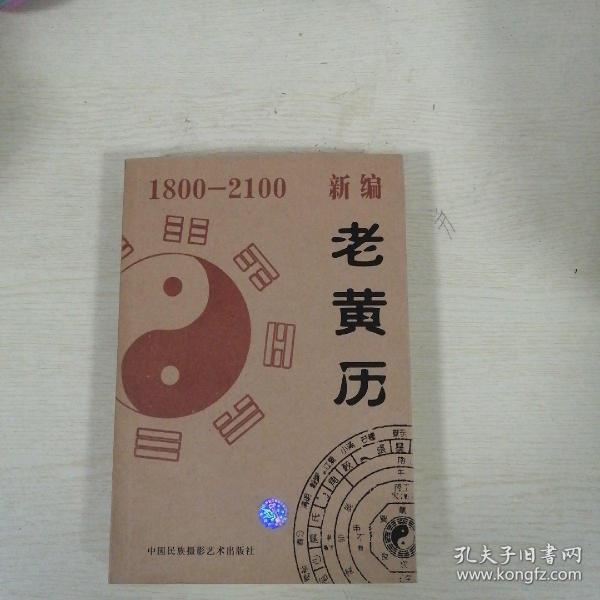 1800-2100 新编
老黄历
中国民族摄影艺术出版社
孔夫子旧书网
www.kongfz.com